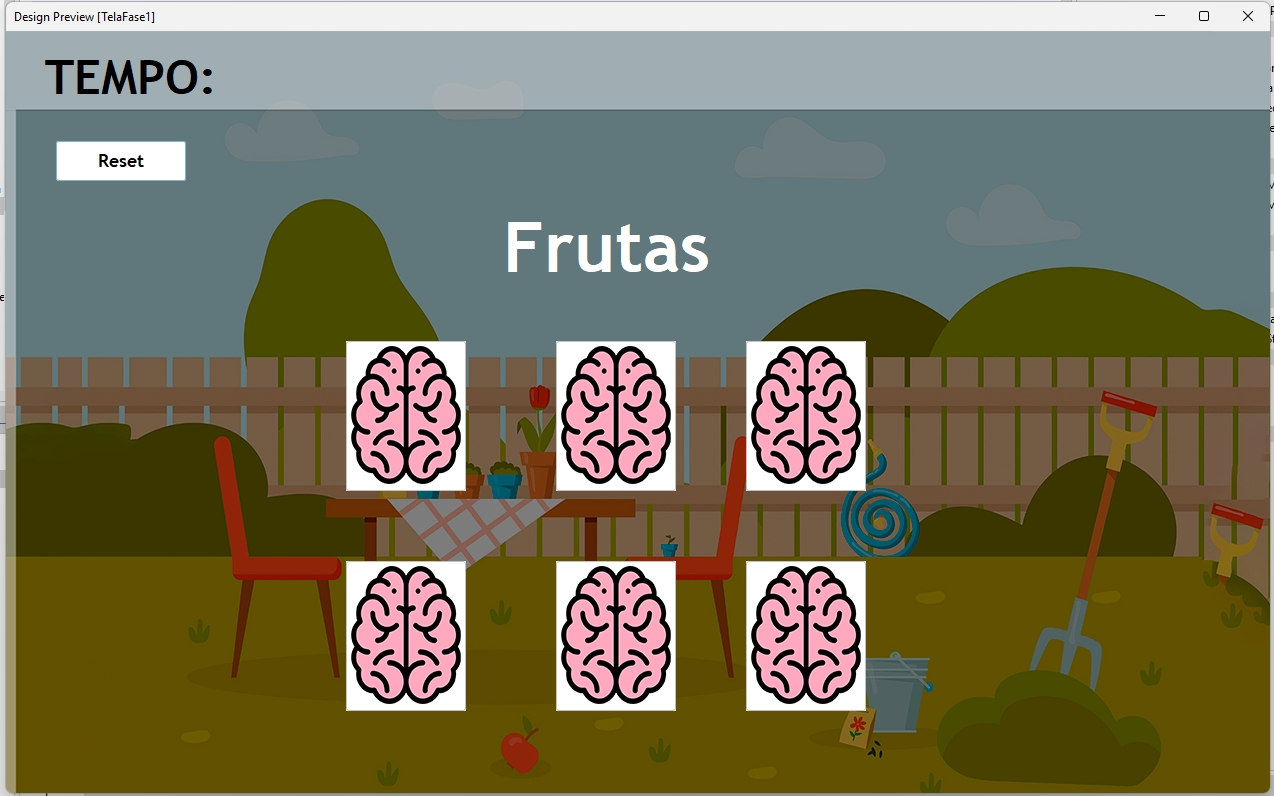 Design Preview [TelaFase1]
TEMPO:
Reset
Frutas